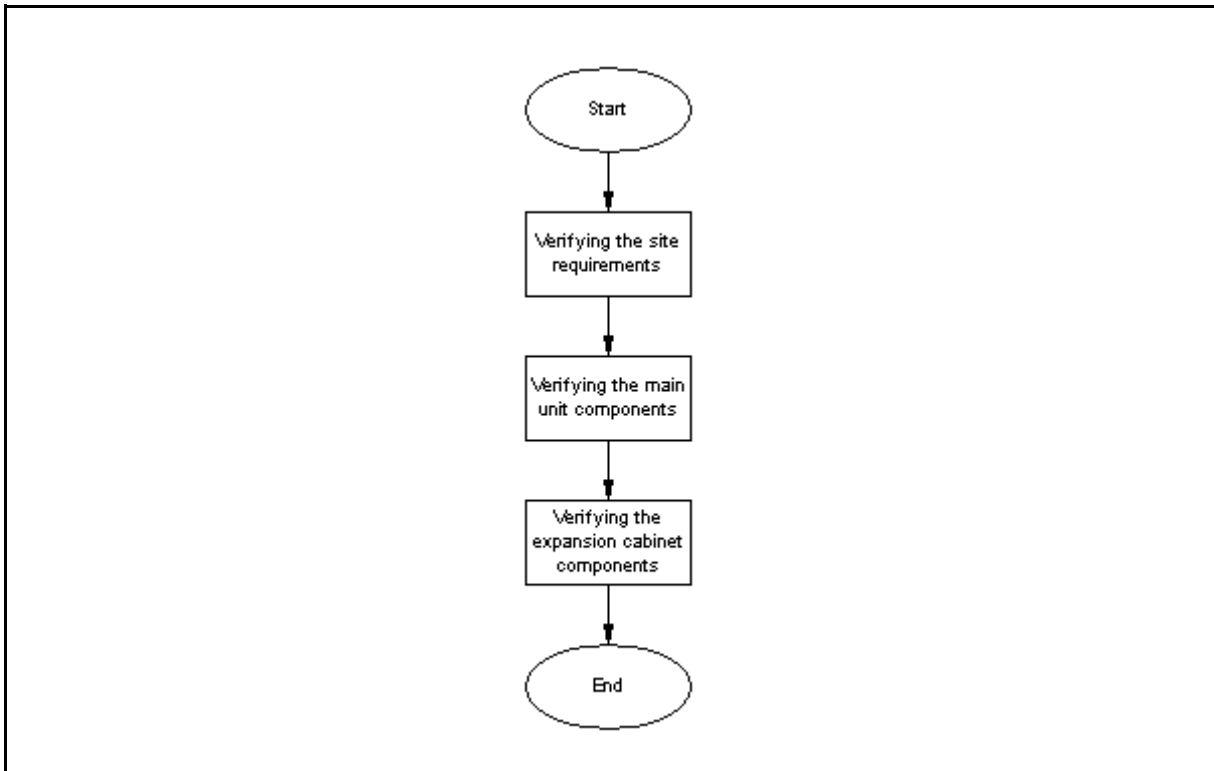 Start
Verifying the site
requirements
Verifying the main
unit components
Verifying the
expansion cabinet
components
End